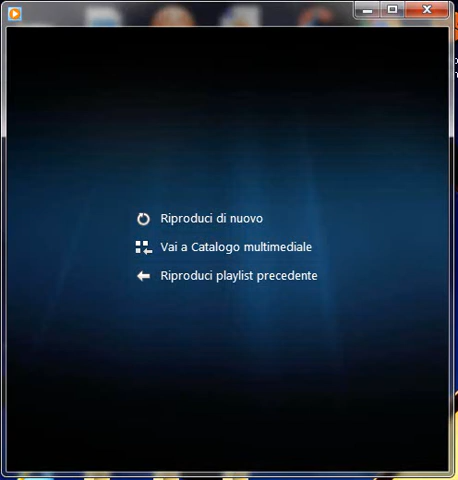 Riproduci di nuovo
Vai a Catalogo multimediale
Riproduci playlist precedente